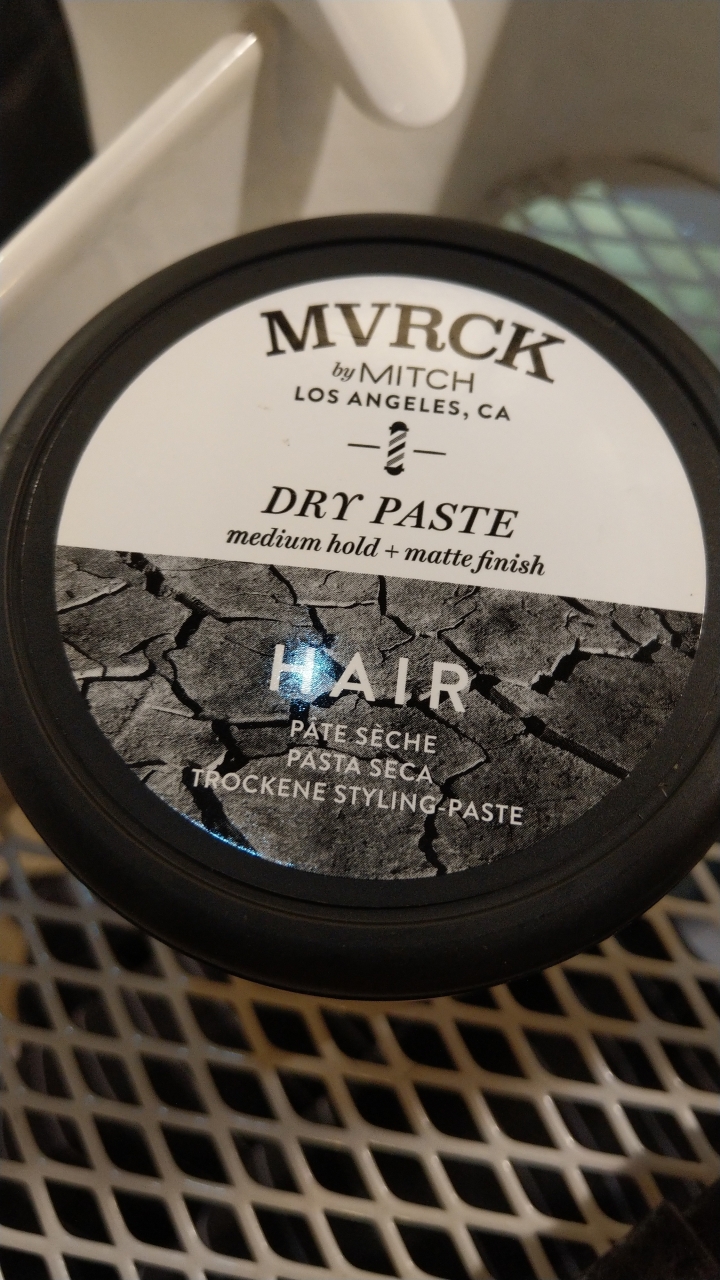 MVRCK
by MITCH
LOS ANGELES, CA
DRY PASTE
medium hold + matte finish
HAIR
PÂTE SÈCHE
PASTA SECA
TROCKENE STYLING-PASTE